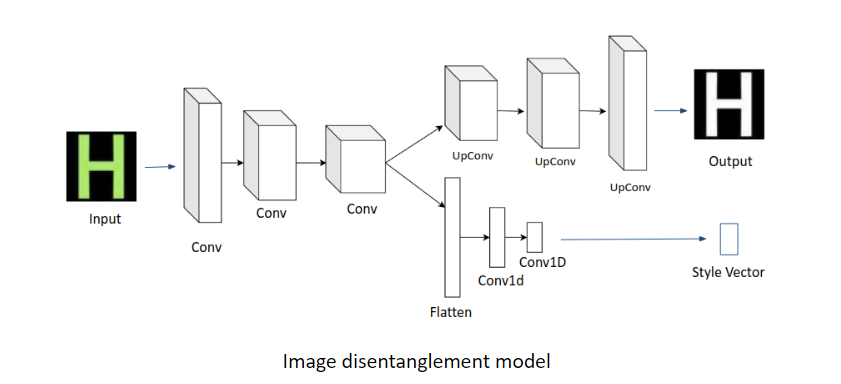 H
Input
Conv
Conv
Conv
UpConv
UpConv
UpConv
H
Output
Flatten
Conv1d
Conv1D
Style Vector
Image disentanglement model